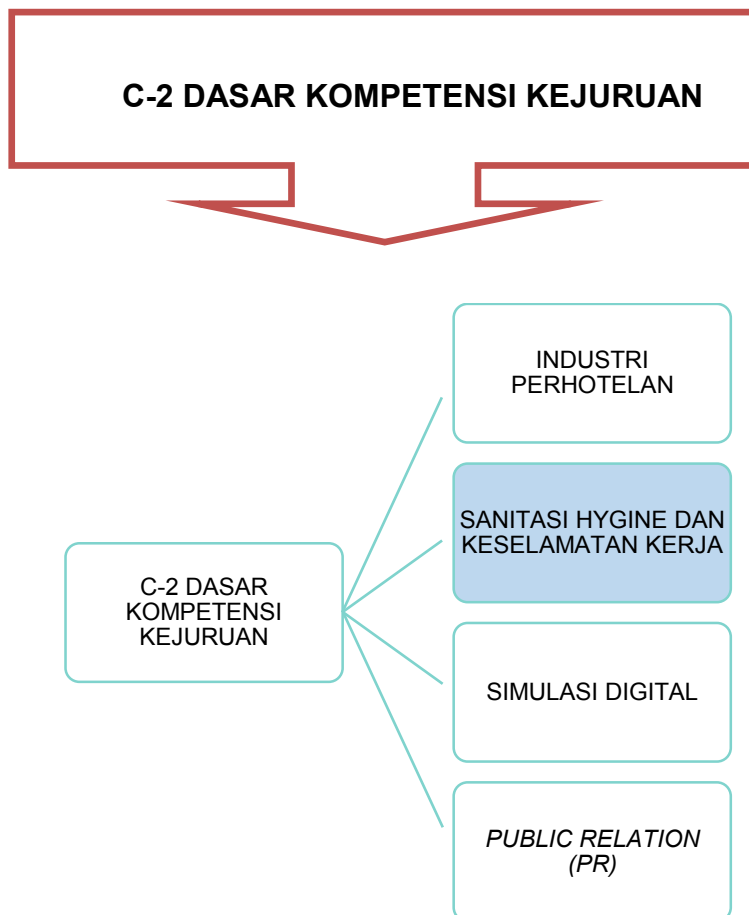 C-2 DASAR KOMPETENSI KEJURUAN
INDUSTRI
PERHOTELAN
SANITASI HYGINE DAN
KESELAMATAN KERJA
C-2 DASAR
KOMPETENSI
KEJURUAN
SIMULASI DIGITAL
PUBLIC RELATION
(PR)